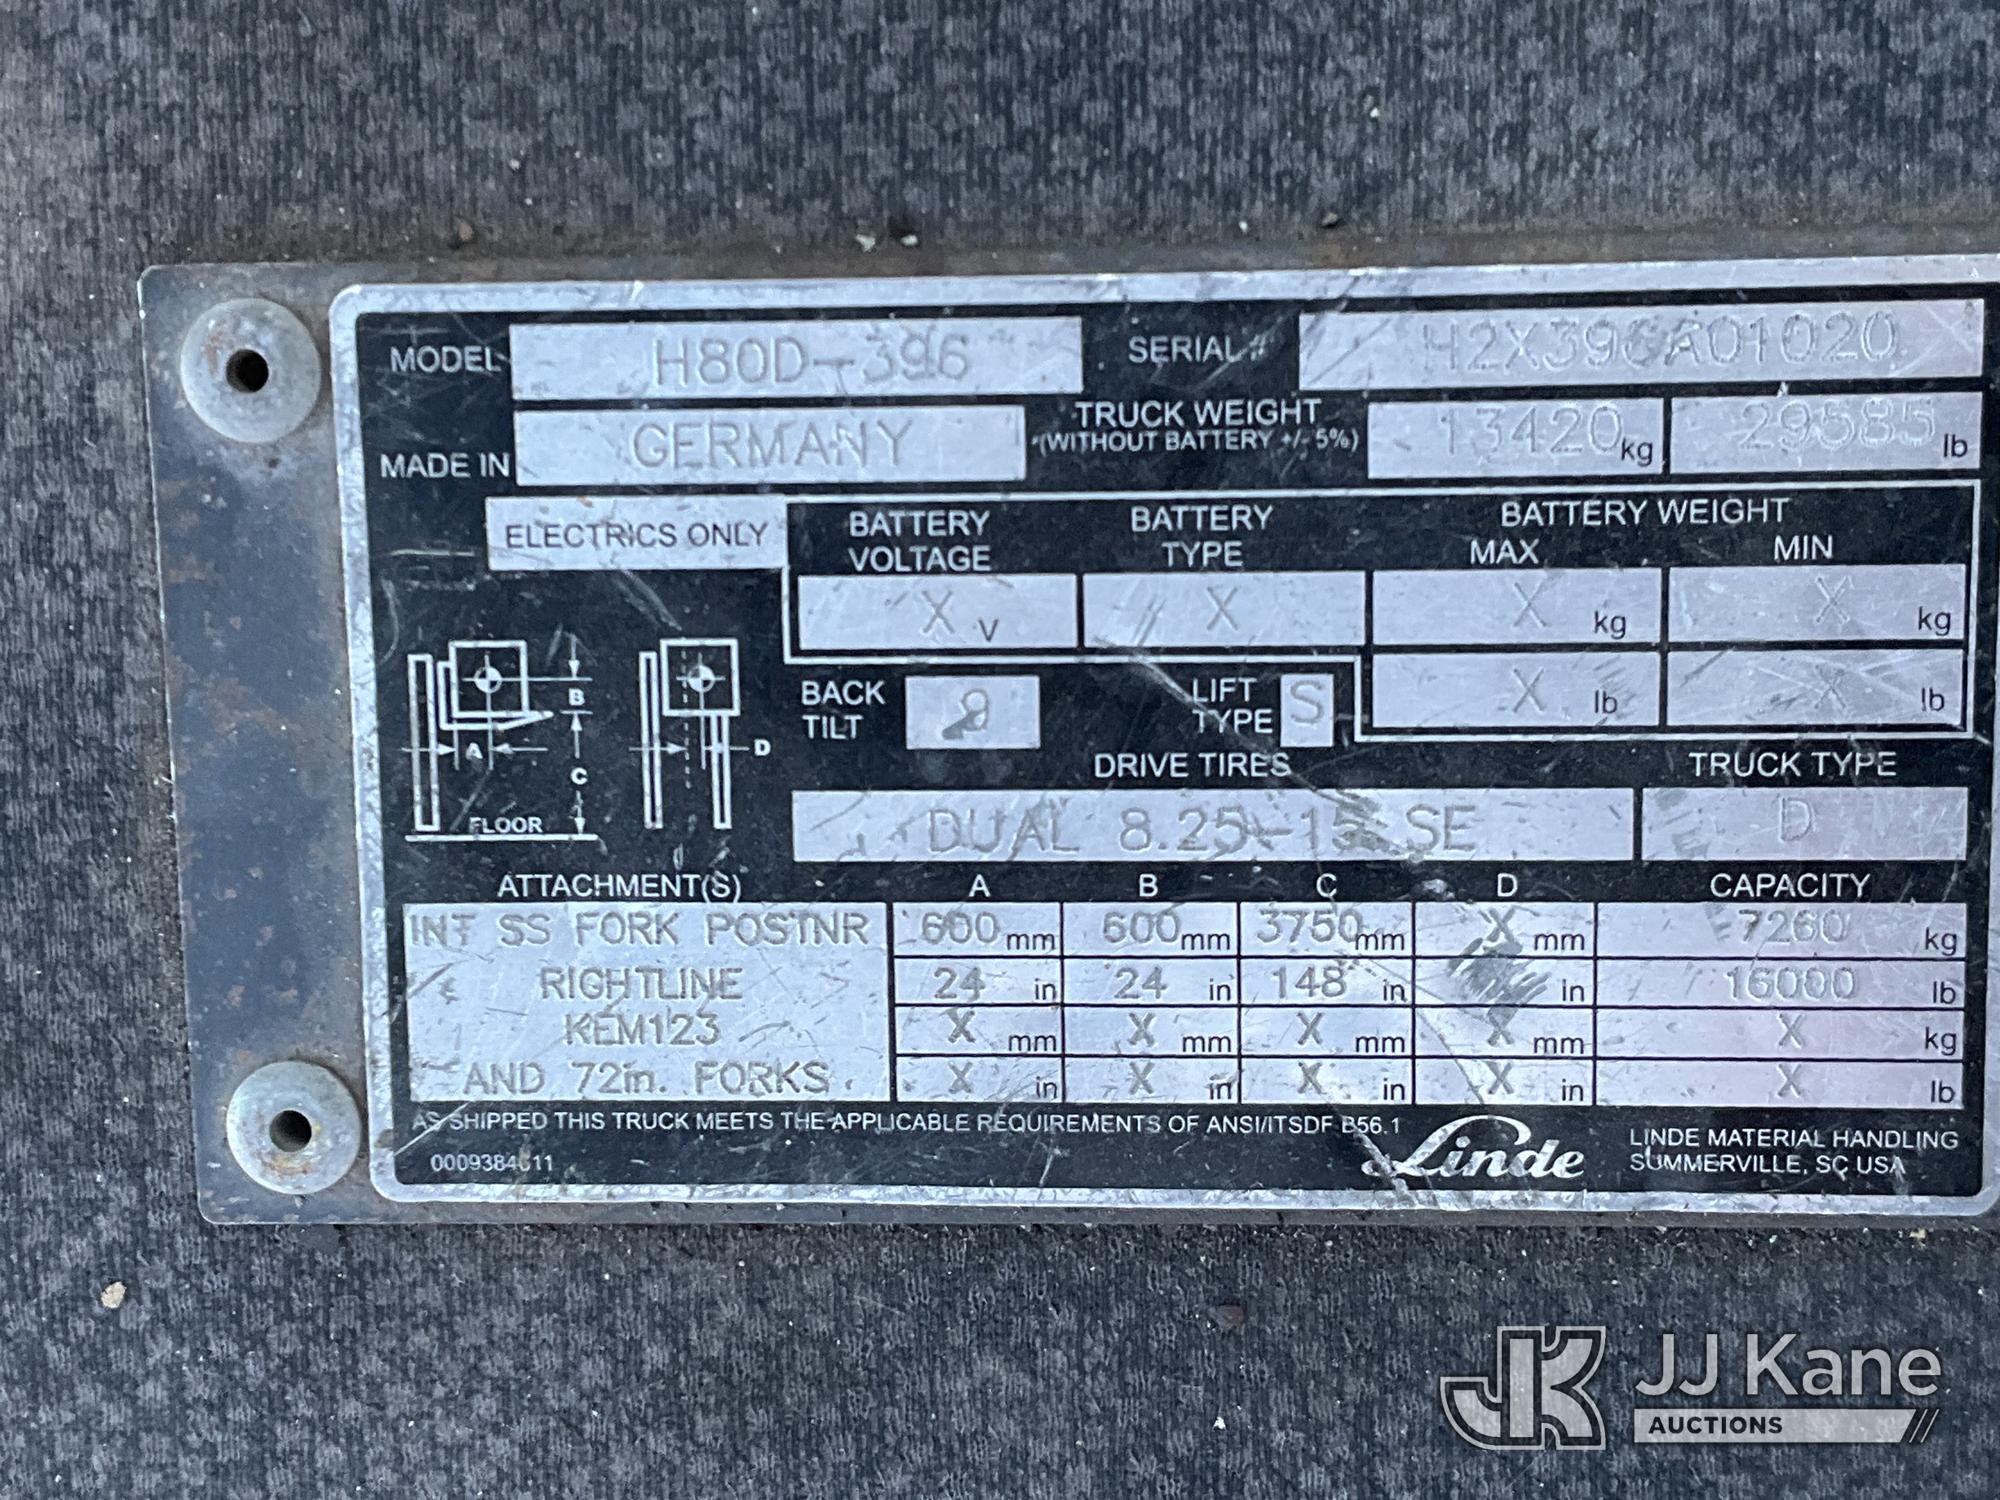 MODEL H80D-396 SERIAL # H2X396A01020
MADE IN GERMANY TRUCK WEIGHT 13420 kg 29585 lb
(WITHOUT BATTERY +/- 5%)
ELECTRICS ONLY BATTERY VOLTAGE BATTERY TYPE BATTERY WEIGHT
MAX MIN
X V X X kg X kg
X lb X lb
BACK TILT LIFT TYPE S
A B C D
FLOOR
DRIVE TIRES TRUCK TYPE
DUAL 8.25-15 SE D
ATTACHMENT(S) A B C D CAPACITY
INT SS FORK POSTNR 600 mm 600 mm 3750 mm X mm 7260 kg
RIGHTLINE 24 in 24 in 148 in in 16000 lb
KEM123 X mm X mm X mm X mm X kg
AND 72in. FORKS X in X in X in X in X lb
AS SHIPPED THIS TRUCK MEETS THE APPLICABLE REQUIREMENTS OF ANSI/ITSDF B56.1
Linde
LINDE MATERIAL HANDLING
SUMMERVILLE, SC USA
JK JJ Kane
AUCTIONS